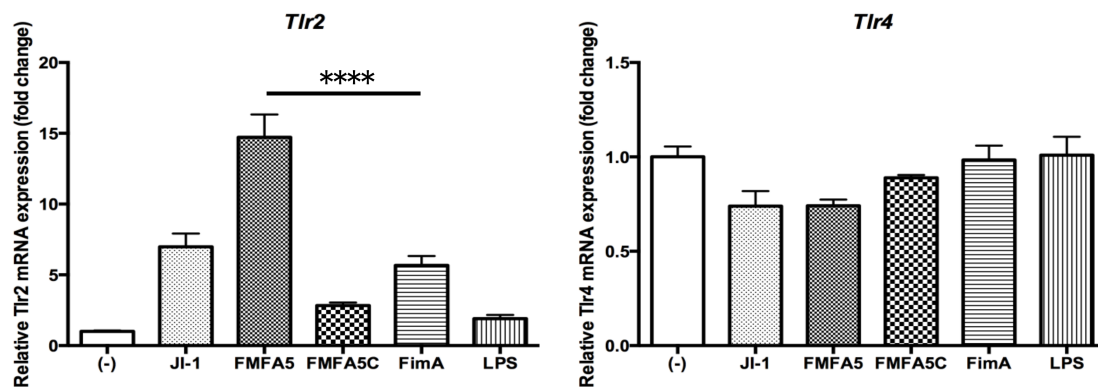 Tlr2
Relative Tlr2 mRNA expression (fold change)
20
15
10
5
0
****
(-) JI-1 FMFA5 FMFA5C FimA LPS
Tlr4
Relative Tlr4 mRNA expression (fold change)
1.5
1.0
0.5
0.0
(-) JI-1 FMFA5 FMFA5C FimA LPS